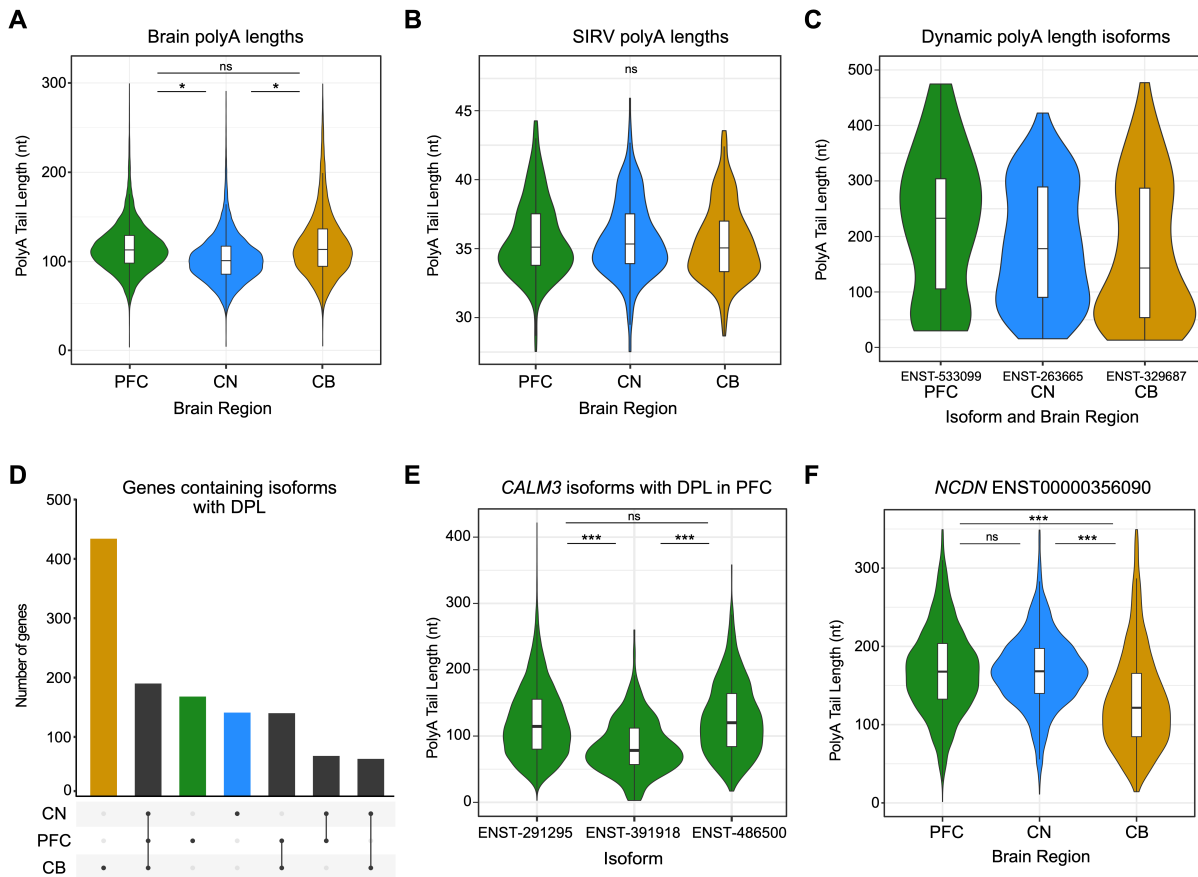 A
Brain polyA lengths
ns
*
*
PolyA Tail Length (nt)
300
200
100
0
PFC
CN
CB
Brain Region
B
SIRV polyA lengths
ns
PolyA Tail Length (nt)
45
40
35
30
PFC
CN
CB
Brain Region
C
Dynamic polyA length isoforms
PolyA Tail Length (nt)
500
400
300
200
100
0
ENST-533099
ENST-263665
ENST-329687
PFC
CN
CB
Isoform and Brain Region
D
Genes containing isoforms
with DPL
Number of genes
500
400
300
200
100
0
CN
PFC
CB
E
CALM3 isoforms with DPL in PFC
ns
***
***
PolyA Tail Length (nt)
400
300
200
100
0
ENST-291295
ENST-391918
ENST-486500
Isoform
F
NCDN ENST00000356090
***
ns
***
PolyA Tail Length (nt)
300
200
100
0
PFC
CN
CB
Brain Region